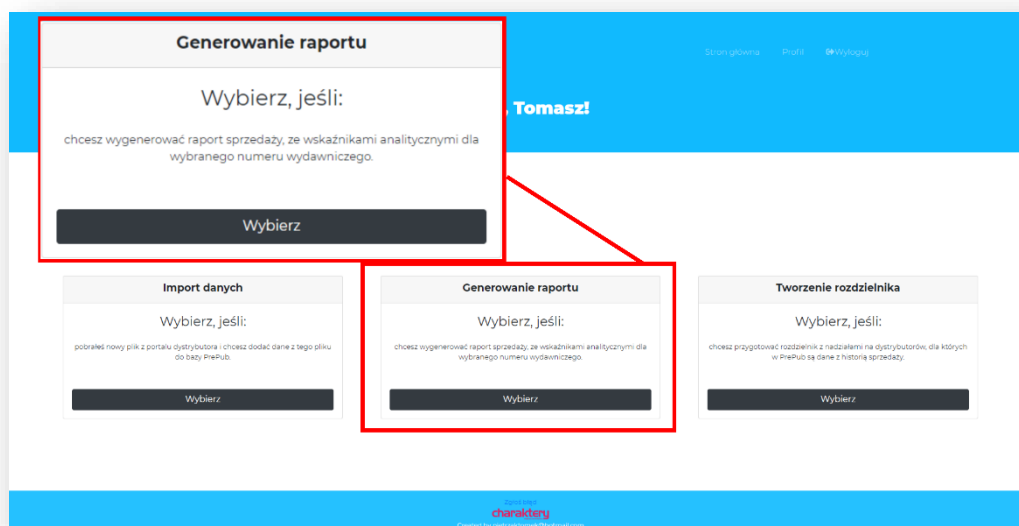 Generowanie raportu
Wybierz, jeśli:
chcesz wygenerować raport sprzedaży, ze wskaźnikami analitycznymi dla
wybranego numeru wydawniczego.
Wybierz
Stron główna Profil Wyloguj
, Tomasz!
Import danych
Wybierz, jeśli:
pobrałeś nowy plik z portalu dystrybutora i chcesz dodać dane z tego pliku
do bazy PrePub.
Wybierz
Generowanie raportu
Wybierz, jeśli:
chcesz wygenerować raport sprzedaży, ze wskaźnikami analitycznymi dla
wybranego numeru wydawniczego.
Wybierz
Tworzenie rozdzielnika
Wybierz, jeśli:
chcesz przygotować rozdzielnik z nadziałami na dystrybutorów, dla których
w PrePub są dane z historią sprzedaży.
Wybierz
charaktery
Created by